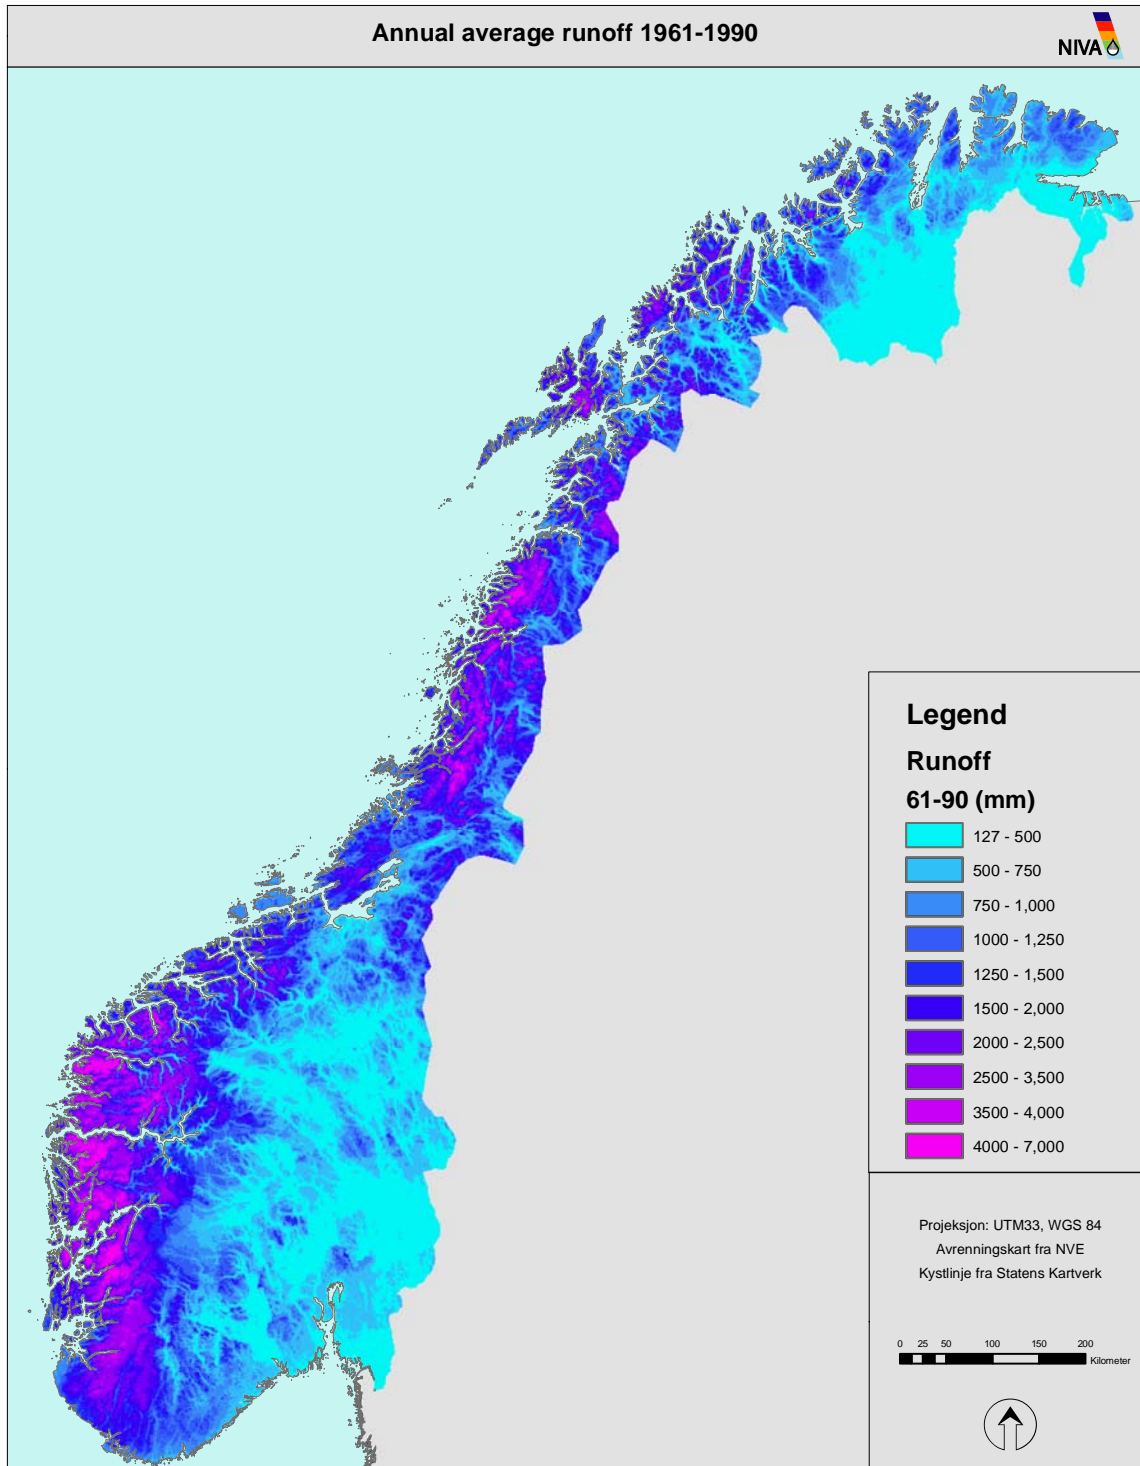 Annual average runoff 1961-1990
NIVA
Legend
Runoff
61-90 (mm)
127 - 500
500 - 750
750 - 1,000
1000 - 1,250
1250 - 1,500
1500 - 2,000
2000 - 2,500
2500 - 3,500
3500 - 4,000
4000 - 7,000
Projeksjon: UTM33, WGS 84
Avrenningskart fra NVE
Kystlinje fra Statens Kartverk
0 25 50 100 150 200
Kilometer